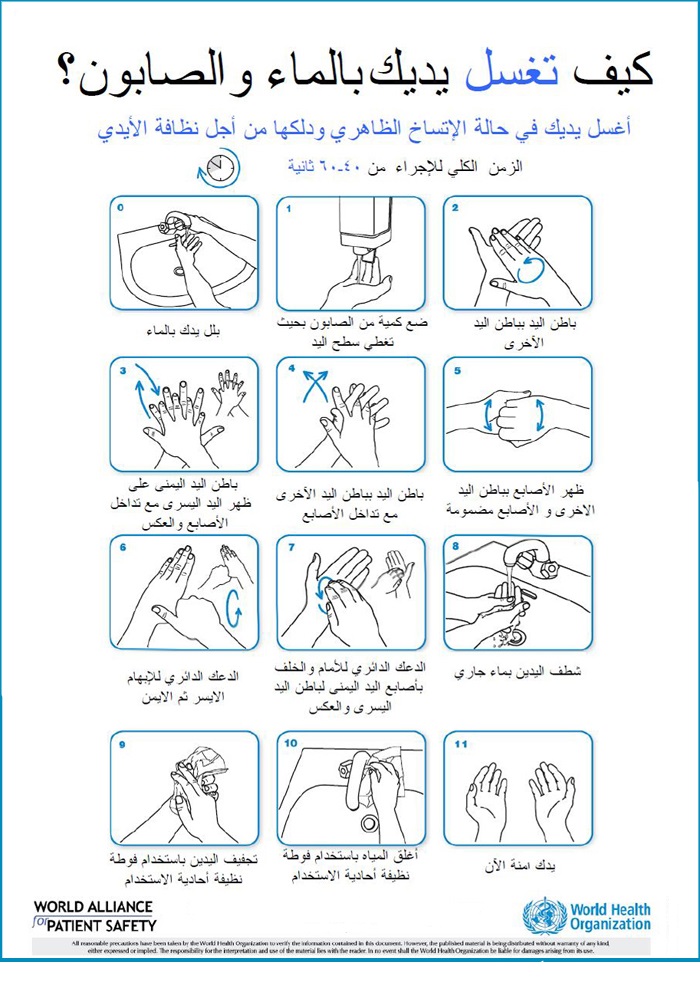 كيف تغسل يديك بالماء والصابون؟
أغسل يديك في حالة الإتساخ الظاهري ودلكها من أجل نظافة الأيدي
الزمن الكلي للإجراء من ٤٠-٦٠ ثانية
0
بلل يدك بالماء
1
ضع كمية من الصابون بحيث
تغطي سطح اليد
2
باطن اليد بباطن اليد
الآخرى
3
باطن اليد اليمنى على
ظهر اليد اليسرى مع تداخل
الأصابع والعكس
4
باطن اليد بباطن اليد الآخرى
مع تداخل الأصابع
5
ظهر الأصابع بباطن اليد
الاخرى و الأصابع مضمومة
6
الدعك الدائري للإبهام
الايسر ثم الايمن
7
الدعك الدائري للأمام والخلف
بأصابع اليد اليمنى لباطن اليد
اليسرى والعكس
8
شطف اليدين بماء جاري
9
تجفيف اليدين باستخدام فوطة
نظيفة أحادية الاستخدام
10
أغلق المياه باستخدام فوطة
نظيفة أحادية الاستخدام
11
يدك امنة الأن
WORLD ALLIANCE
for PATIENT SAFETY
World Health
Organization
All reasonable precautions have been taken by the World Health Organization to verify the information contained in this document. However, the published material is being distributed without warranty of any kind,
either expressed or implied. The responsibility for the interpretation and use of the material lies with the reader. In no event shall the World Health Organization be liable for damages arising from its use.